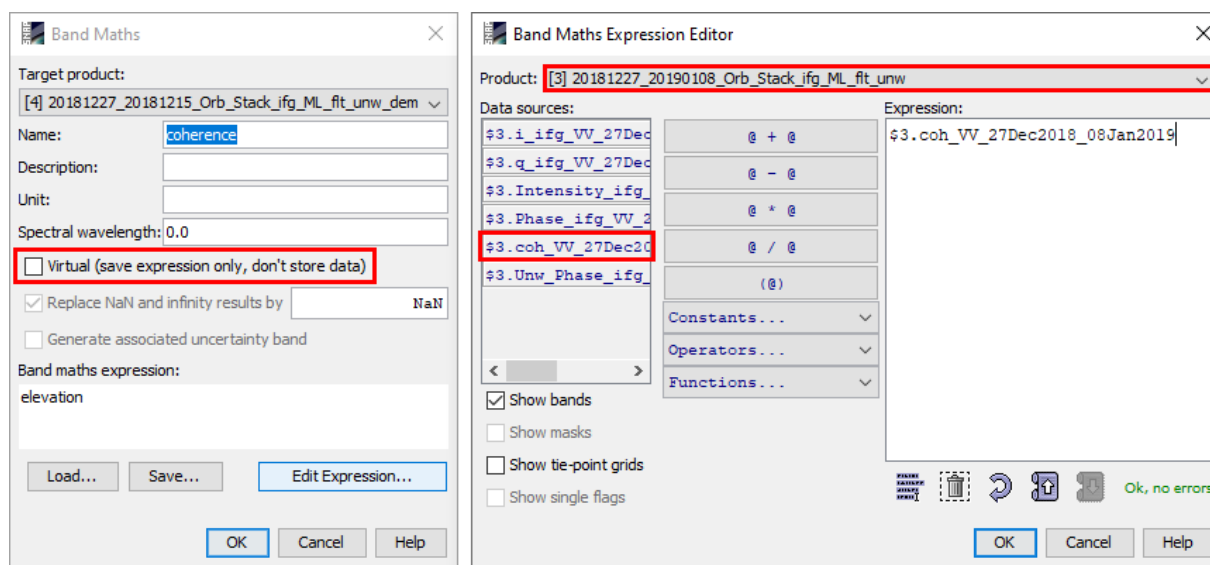 Band Maths
Target product:
[4] 20181227_20181215_Orb_Stack_ifg_ML_flt_unw_dem
Name: coherence
Description:
Unit:
Spectral wavelength: 0.0
Virtual (save expression only, don't store data)
Replace NaN and infinity results by NaN
Generate associated uncertainty band
Band maths expression:
elevation
Load... Save... Edit Expression...
OK Cancel Help
Band Maths Expression Editor
Product: [3] 20181227_20190108_Orb_Stack_ifg_ML_flt_unw
Data sources:
$3.i_ifg_VV_27Dec
$3.q_ifg_VV_27Dec
$3.Intensity_ifg_
$3.Phase_ifg_VV_2
$3.coh_VV_27Dec20
$3.Unw_Phase_ifg_
Show bands
Show masks
Show tie-point grids
Show single flags
@ + @
@ - @
@ * @
@ / @
(@)
Constants...
Operators...
Functions...
Expression:
$3.coh_VV_27Dec2018_08Jan2019
Ok, no errors
OK Cancel Help